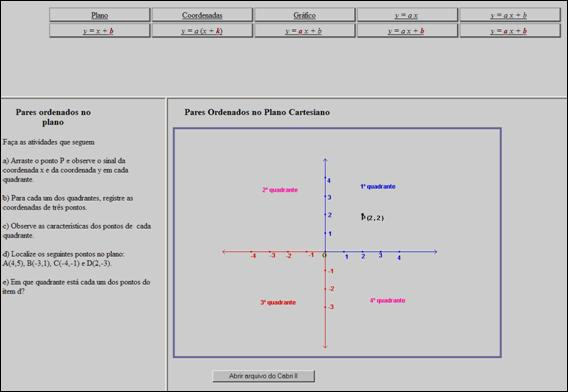 Plano Coordenadas Gráfico y = a x y = a x + b
y = x + b y = a (x + k) y = a x + b y = a x + b y = a x + b
Pares ordenados no
plano
Faça as atividades que seguem
a) Arraste o ponto P e observe o sinal da
coordenada x e da coordenada y em cada
quadrante.
b) Para cada um dos quadrantes, registre as
coordenadas de três pontos.
c) Observe as características dos pontos de cada
quadrante.
d) Localize os seguintes pontos no plano:
A(4,5), B(-3,1), C(-4,-1) e D(2,-3).
e) Em que quadrante está cada um dos pontos do
item d?
Pares Ordenados no Plano Cartesiano
4
2º quadrante 1º quadrante
3
2 (2,2)
1
-4 -3 -2 -1 0 1 2 3 4
-1
-2
3º quadrante -3 4º quadrante
Abrir arquivo do Cabri II